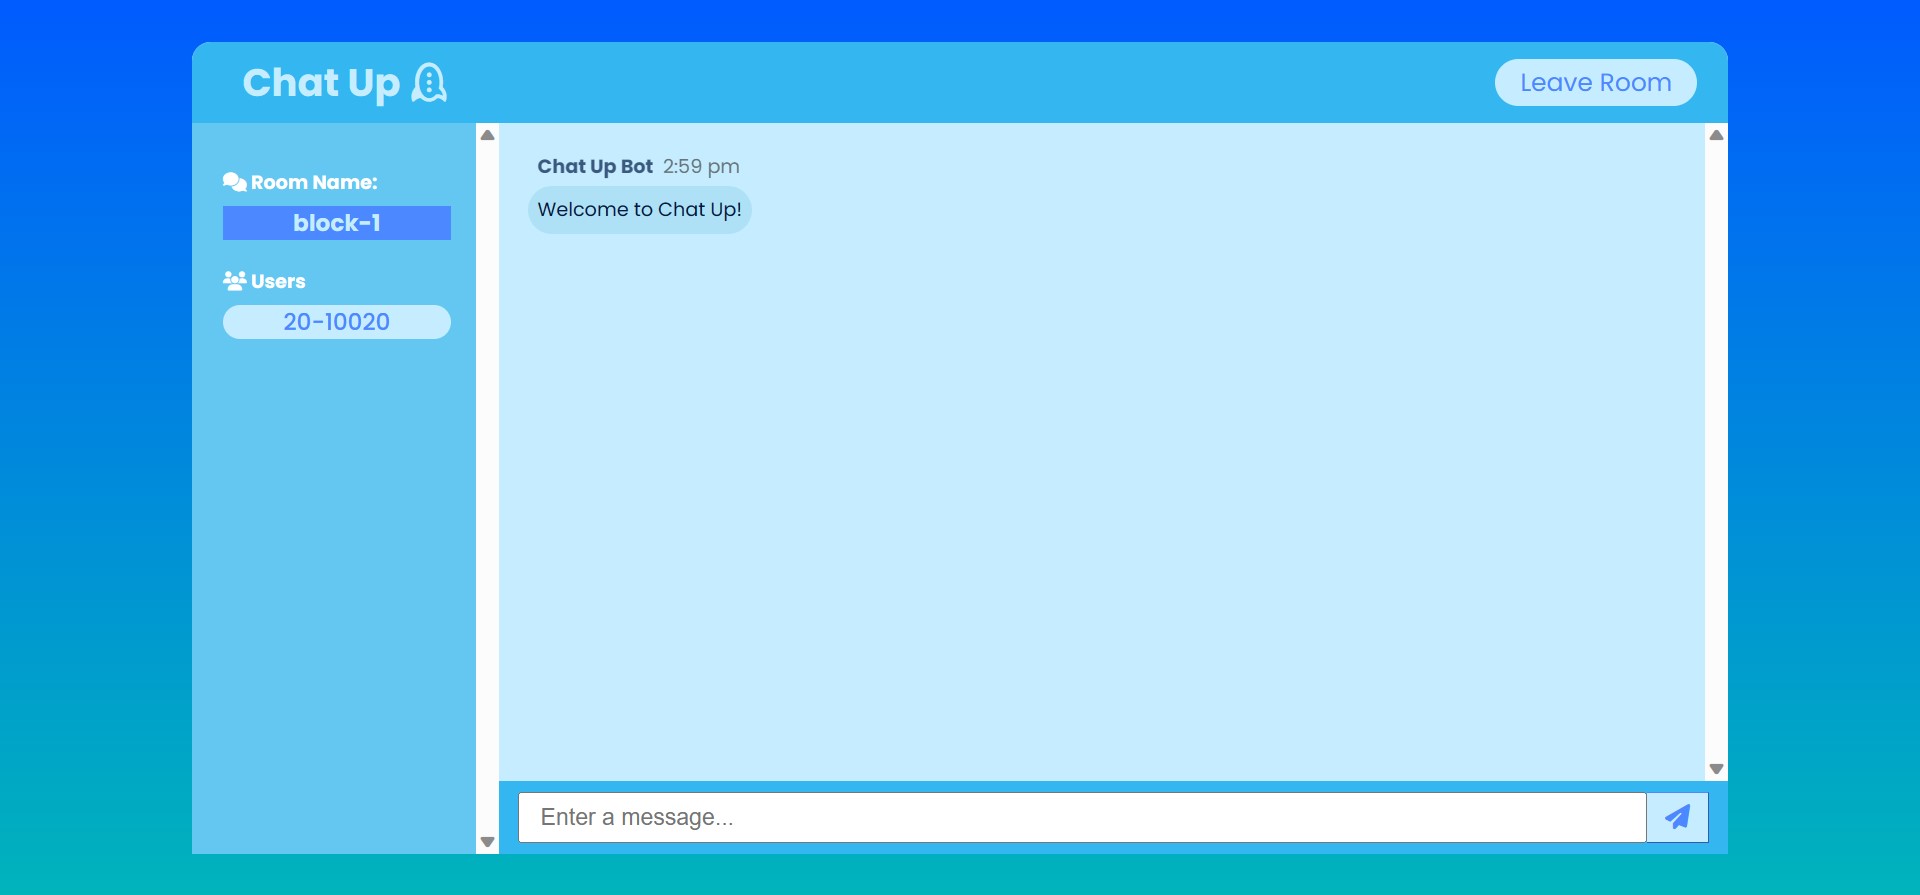 Chat Up
Leave Room
Room Name:
block-1
Users
20-10020
Chat Up Bot 2:59 pm
Welcome to Chat Up!
Enter a message...